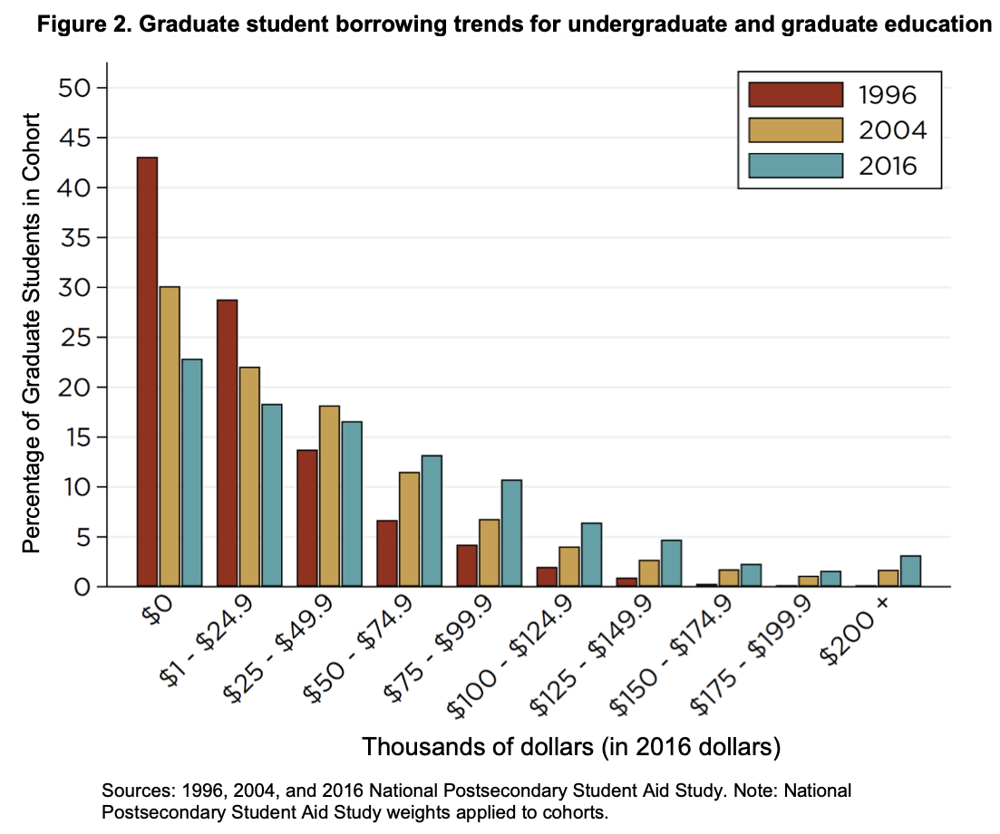 Figure 2. Graduate student borrowing trends for undergraduate and graduate education
Percentage of Graduate Students in Cohort
50
45
40
35
30
25
20
15
10
5
0
1996
2004
2016
$0
$1 - $24.9
$25 - $49.9
$50 - $74.9
$75 - $99.9
$100 - $124.9
$125 - $149.9
$150 - $174.9
$175 - $199.9
$200 +
Thousands of dollars (in 2016 dollars)
Sources: 1996, 2004, and 2016 National Postsecondary Student Aid Study. Note: National
Postsecondary Student Aid Study weights applied to cohorts.